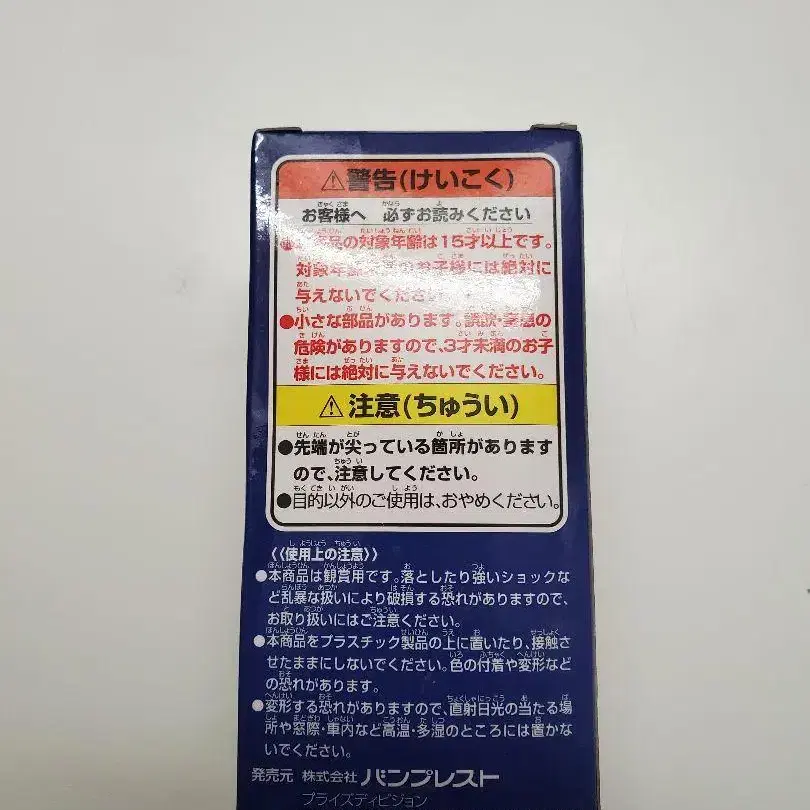 ⚠警告(けいこく)
お客様へ 必ずお読みください
品の対象年齢は15才以上です。
対象年齢未満のお子様には絶対に
与えないでください。
●小さな部品があります。誤飲・窒息の
危険がありますので、3才未満のお子
様には絶対に与えないでください。
⚠注意(ちゅうい)
●先端が尖っている箇所があります
ので、注意してください。
●目的以外のご使用は、おやめください。
《使用上の注意》
●本商品は観賞用です。落としたり強いショックな
ど乱暴な扱いにより破損する恐れがありますので、
お取り扱いにはご注意ください。
●本商品をプラスチック製品の上に置いたり、接触さ
せたままにしないでください。色の付着や変形など
の恐れがあります。
●変形する恐れがありますので、直射日光の当たる場
所や窓際・車内など高温・多湿のところには置かな
いでください。
発売元 株式会社 バンプレスト
プライズディビジョン